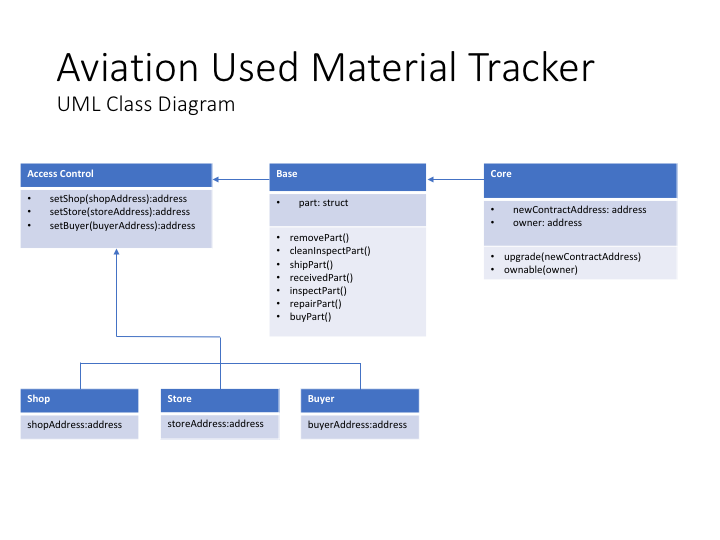 Aviation Used Material Tracker
UML Class Diagram
Access Control
• setShop(shopAddress):address
• setStore(storeAddress):address
• setBuyer(buyerAddress):address
Base
• part: struct
• removePart()
• cleanInspectPart()
• shipPart()
• receivedPart()
• inspectPart()
• repairPart()
• buyPart()
Core
• newContractAddress: address
• owner: address
• upgrade(newContractAddress)
• ownable(owner)
Shop
shopAddress:address
Store
storeAddress:address
Buyer
buyerAddress:address